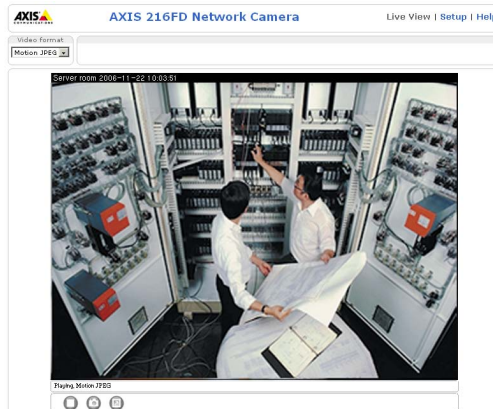 AXIS
COMMUNICATIONS
AXIS 216FD Network Camera
Live View | Setup | Help
Video format
Motion JPEG
Server room 2006-11-22 10:03:51
Playing, Motion JPEG